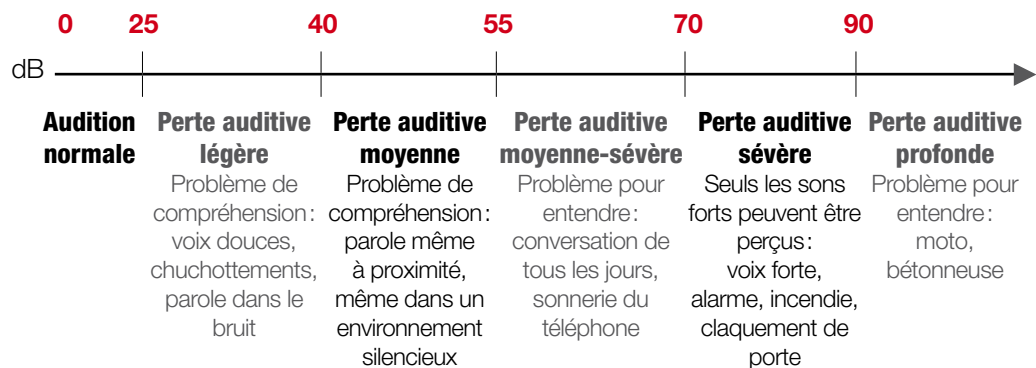 0 25 40 55 70 90
dB
Audition
normale
Perte auditive
légère
Problème de
compréhension:
voix douces,
chuchottements,
parole dans le
bruit
Perte auditive
moyenne
Problème de
compréhension:
parole même
à proximité,
même dans un
environnement
silencieux
Perte auditive
moyenne-sévère
Problème pour
entendre:
conversation de
tous les jours,
sonnerie du
téléphone
Perte auditive
sévère
Seuls les sons
forts peuvent être
perçus:
voix forte,
alarme, incendie,
claquement de
porte
Perte auditive
profonde
Problème pour
entendre:
moto,
bétonneuse